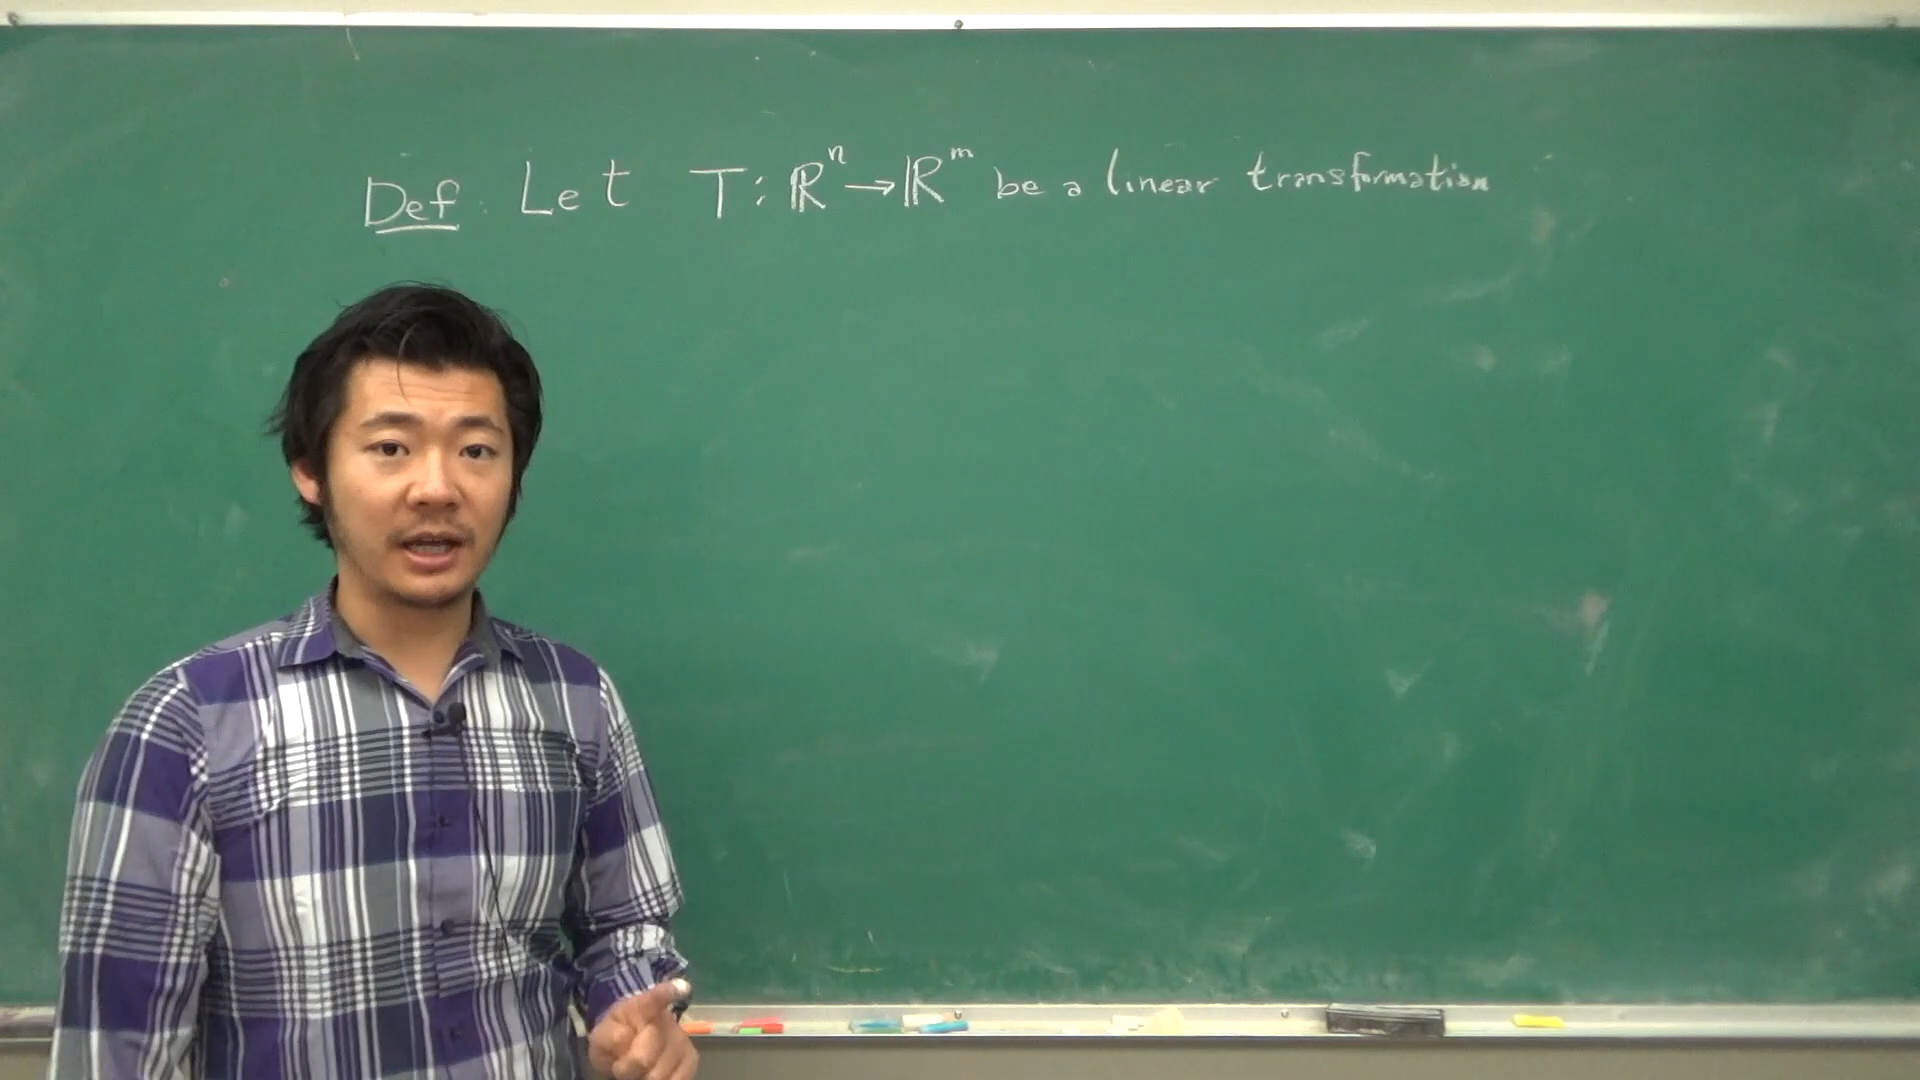 Def: Let T: ℝⁿ → ℝᵐ be a linear transformation